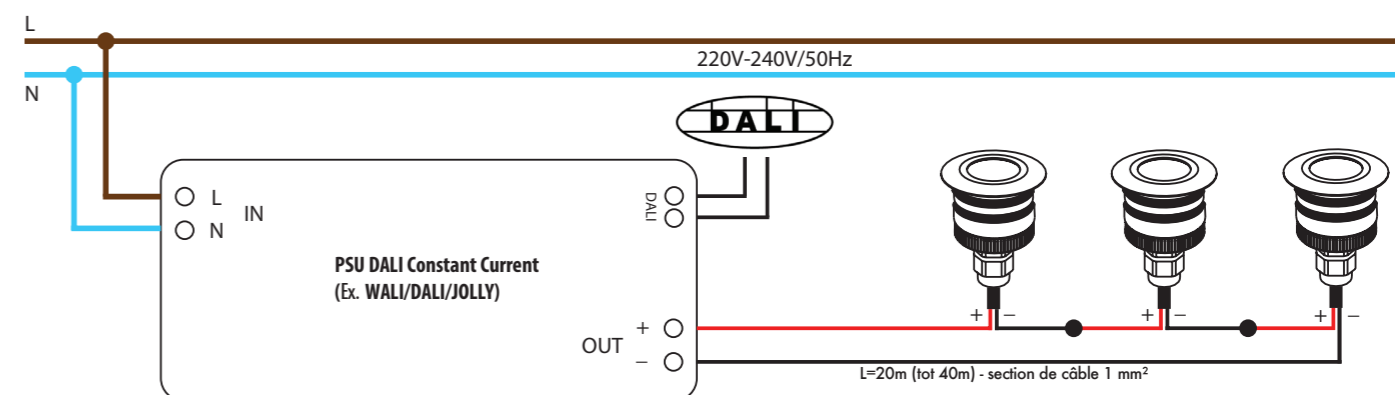 L
220V-240V/50Hz
N
DALI
L
IN
N
DALI
PSU DALI Constant Current
(Ex. WALI/DALI/JOLLY)
+ − + − + −
OUT
+
−
L=20m (tot 40m) - section de câble 1 mm²